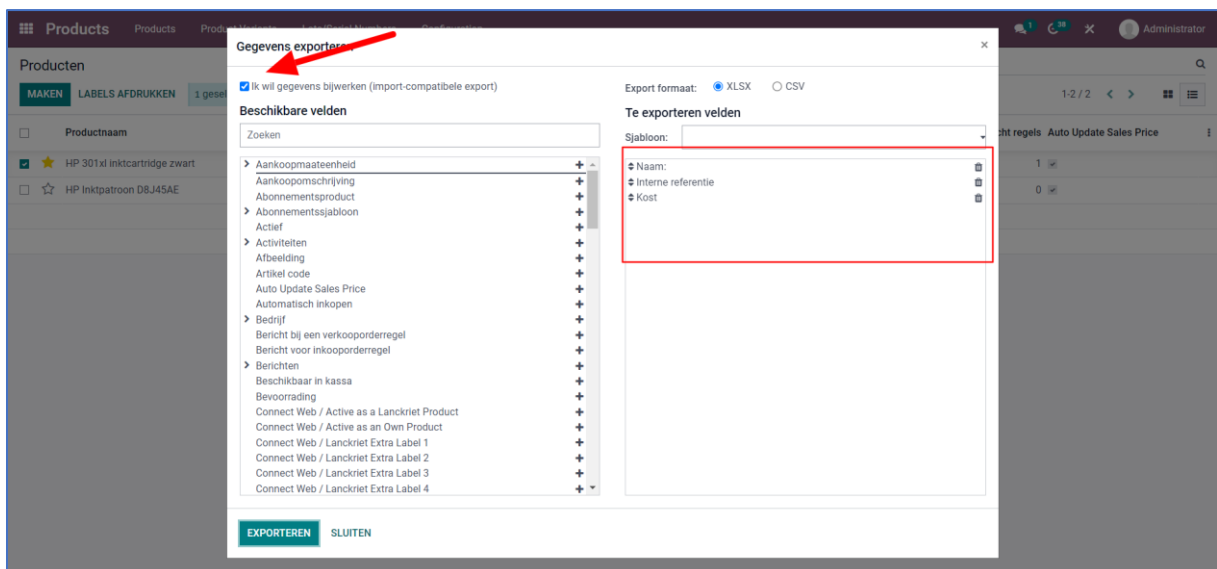 Products Products Lots/Serial Numbers Configuration 1 38 Administrator
Producten
MAKEN LABELS AFDRUKKEN 1 gesel 1-2 / 2
Productnaam cht regels Auto Update Sales Price
HP 301xl inktcartridge zwart 1
HP Inktpatroon D8J45AE 0
Gegevens exporteren ×
Ik wil gegevens bijwerken (import-compatibele export)
Export formaat: XLSX CSV
Beschikbare velden
Te exporteren velden
Zoeken
Sjabloon:
Aankoopmaateenheid
Aankoopomschrijving
Abonnementsproduct
Abonnementssjabloon
Actief
Activiteiten
Afbeelding
Artikel code
Auto Update Sales Price
Automatisch inkopen
Bedrijf
Bericht bij een verkooporderregel
Bericht voor inkooporderregel
Berichten
Beschikbaar in kassa
Bevoorrading
Connect Web / Active as a Lanckriet Product
Connect Web / Active as an Own Product
Connect Web / Lanckriet Extra Label 1
Connect Web / Lanckriet Extra Label 2
Connect Web / Lanckriet Extra Label 3
Connect Web / Lanckriet Extra Label 4
Naam:
Interne referentie
Kost
EXPORTEREN SLUITEN